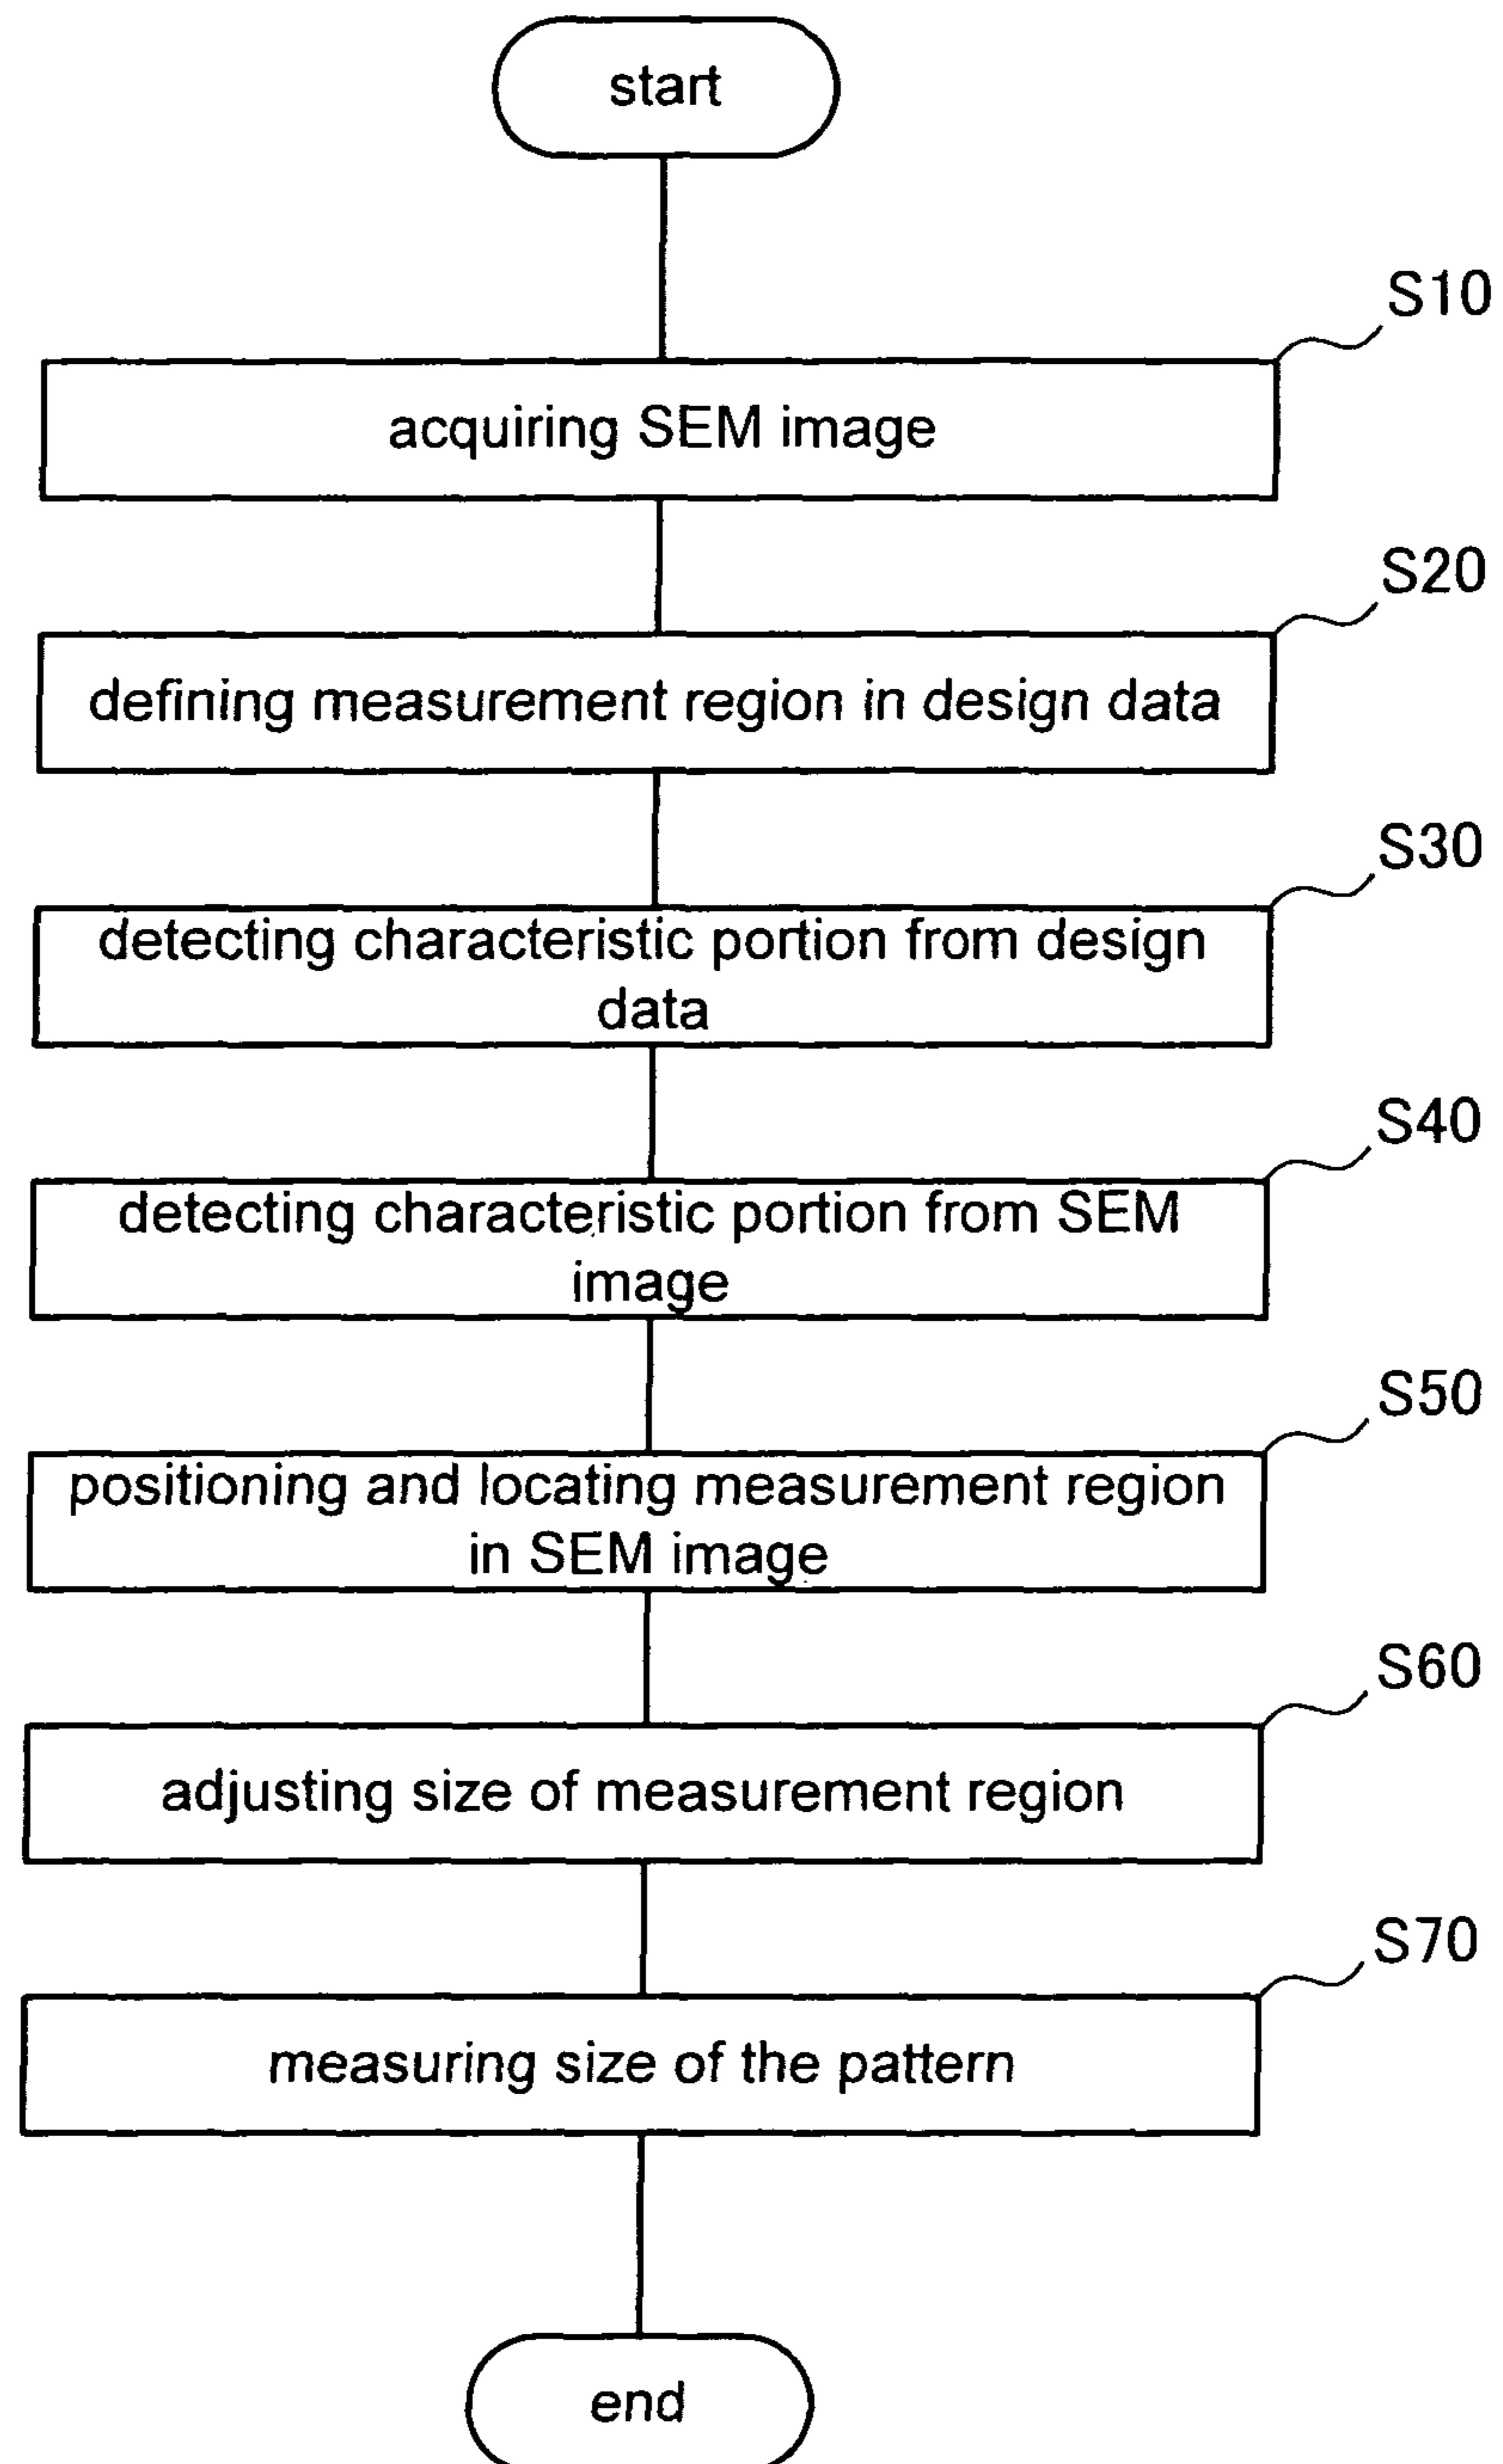 start
S10
acquiring SEM image
S20
defining measurement region in design data
S30
detecting characteristic portion from design
data
S40
detecting characteristic portion from SEM
image
S50
positioning and locating measurement region
in SEM image
S60
adjusting size of measurement region
S70
measuring size of the pattern
end